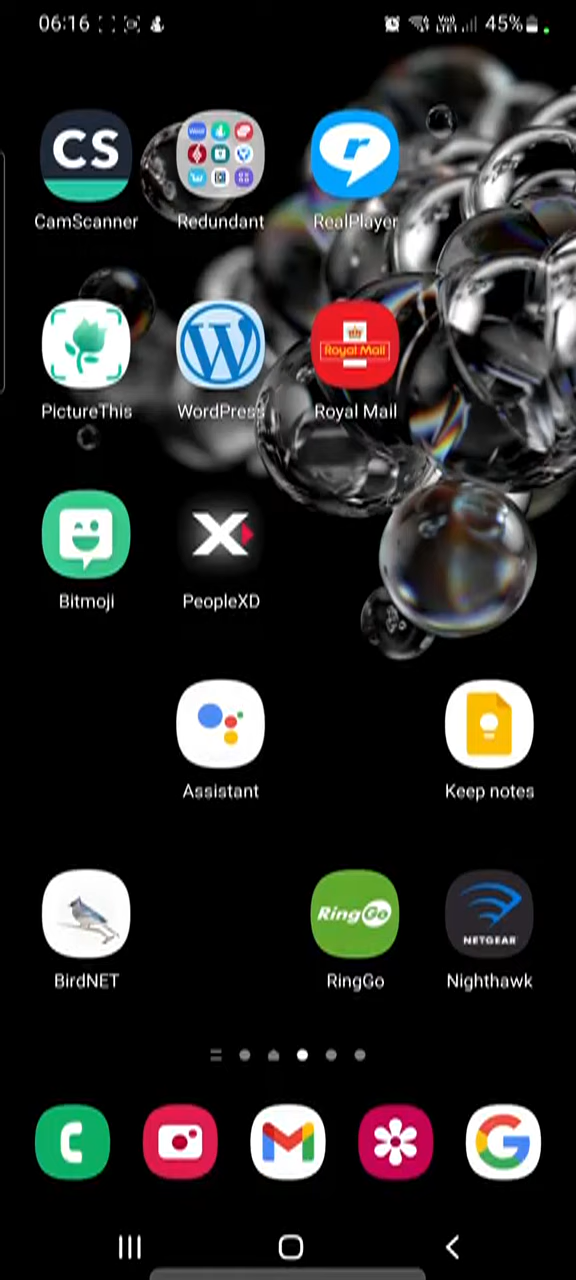 06:16 45%
CS
CamScanner Redundant RealPlayer
Royal Mail
PictureThis WordPress Royal Mail
Bitmoji PeopleXD
Assistant Keep notes
RingGo NETGEAR
BirdNET RingGo Nighthawk